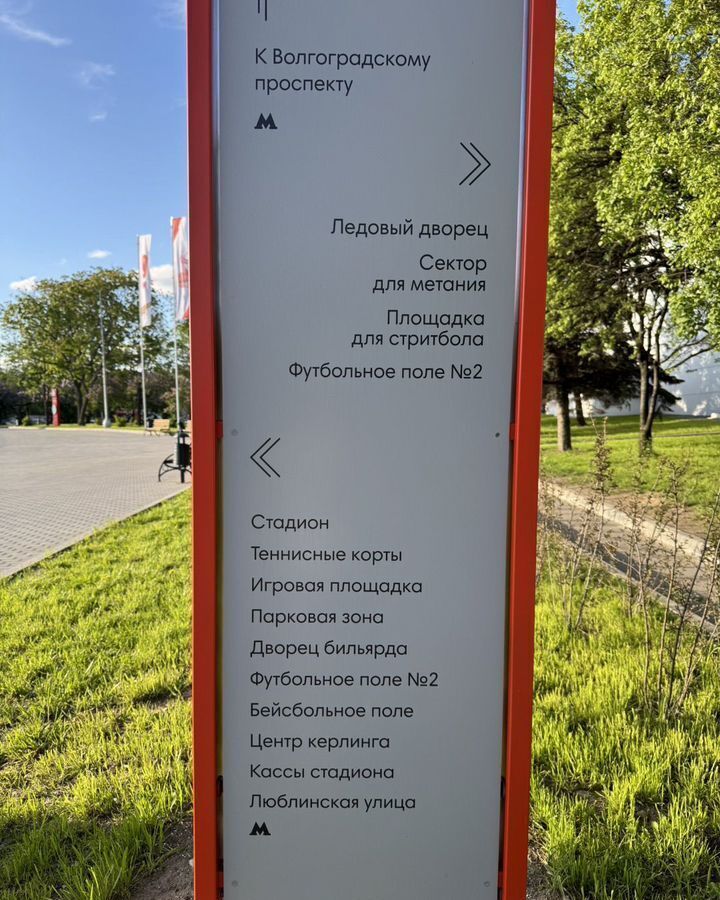 К Волгоградскому
проспекту
М
Ледовый дворец
Сектор
для метания
Площадка
для стритбола
Футбольное поле №2
Стадион
Теннисные корты
Игровая площадка
Парковая зона
Дворец бильярда
Футбольное поле №2
Бейсбольное поле
Центр керлинга
Кассы стадиона
Люблинская улица
М